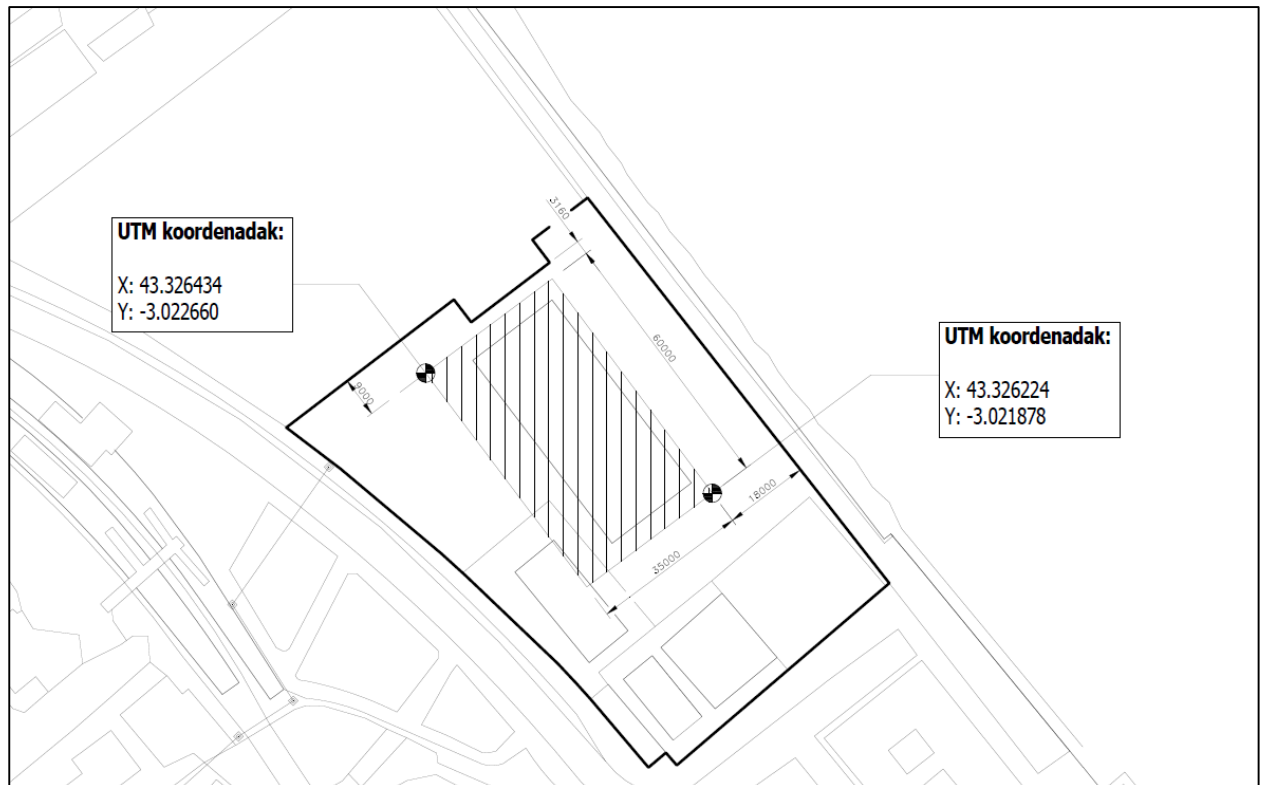 3160
UTM koordenadak:
X: 43.326434
Y: -3.022660
UTM koordenadak:
X: 43.326224
Y: -3.021878
60000
9000
18000
35000